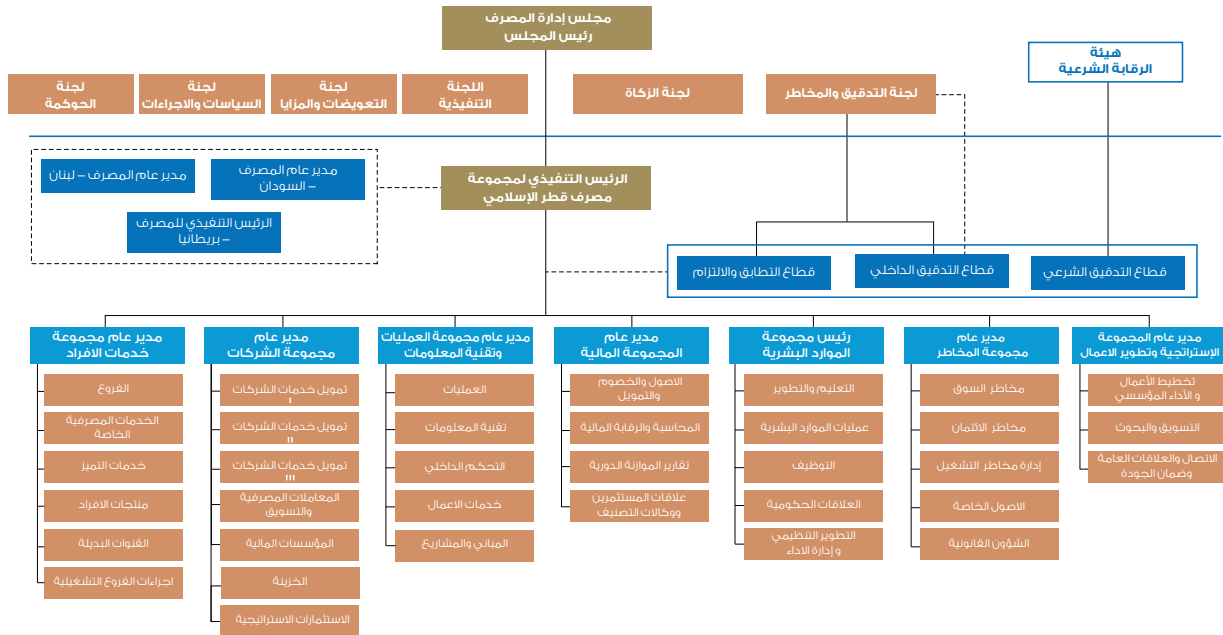 مجلس إدارة المصرف
رئيس المجلس
هيئة
الرقابة الشرعية
لجنة التدقيق والمخاطر
لجنة الزكاة
اللجنة
التنفيذية
لجنة
التعويضات والمزايا
لجنة
السياسات والاجراءات
لجنة
الحوكمة
الرئيس التنفيذي لمجموعة
مصرف قطر الإسلامي
مدير عام المصرف
– السودان
مدير عام المصرف – لبنان
الرئيس التنفيذي للمصرف
– بريطانيا
قطاع التدقيق الشرعي
قطاع التدقيق الداخلي
قطاع التطابق والالتزام
مدير عام المجموعة
الإستراتجية وتطوير الاعمال
تخطيط الأعمال
و الأداء المؤسسي
التسويق والبحوث
الاتصال والعلاقات العامة
وضمان الجودة
مدير عام
مجموعة المخاطر
مخاطر السوق
مخاطر الائتمان
إدارة مخاطر التشغيل
الاصول الخاصة
الشؤون القانونية
رئيس مجموعة
الموارد البشرية
التعليم والتطوير
عمليات الموارد البشرية
التوظيف
العلاقات الحكومية
التطوير التنظيمي
و إدارة الاداء
مدير عام
المجموعة المالية
الاصول والخصوم
والتمويل
المحاسبة والرقابة المالية
تقارير الموازنة الدورية
علاقات المستثمرين
ووكالات التصنيف
مدير عام مجموعة العمليات
وتقنية المعلومات
العمليات
تقنية المعلومات
التحكم الداخلي
خدمات الاعمال
المباني والمشاريع
مدير عام
مجموعة الشركات
تمويل خدمات الشركات
I
تمويل خدمات الشركات
II
تمويل خدمات الشركات
III
المعاملات المصرفية
والتسويق
المؤسسات المالية
الخزينة
الاستثمارات الاستراتيجية
مدير عام مجموعة
خدمات الافراد
الفروع
الخدمات المصرفية
الخاصة
خدمات التميز
منتجات الافراد
القنوات البديلة
اجراءات الفروع التشغيلية